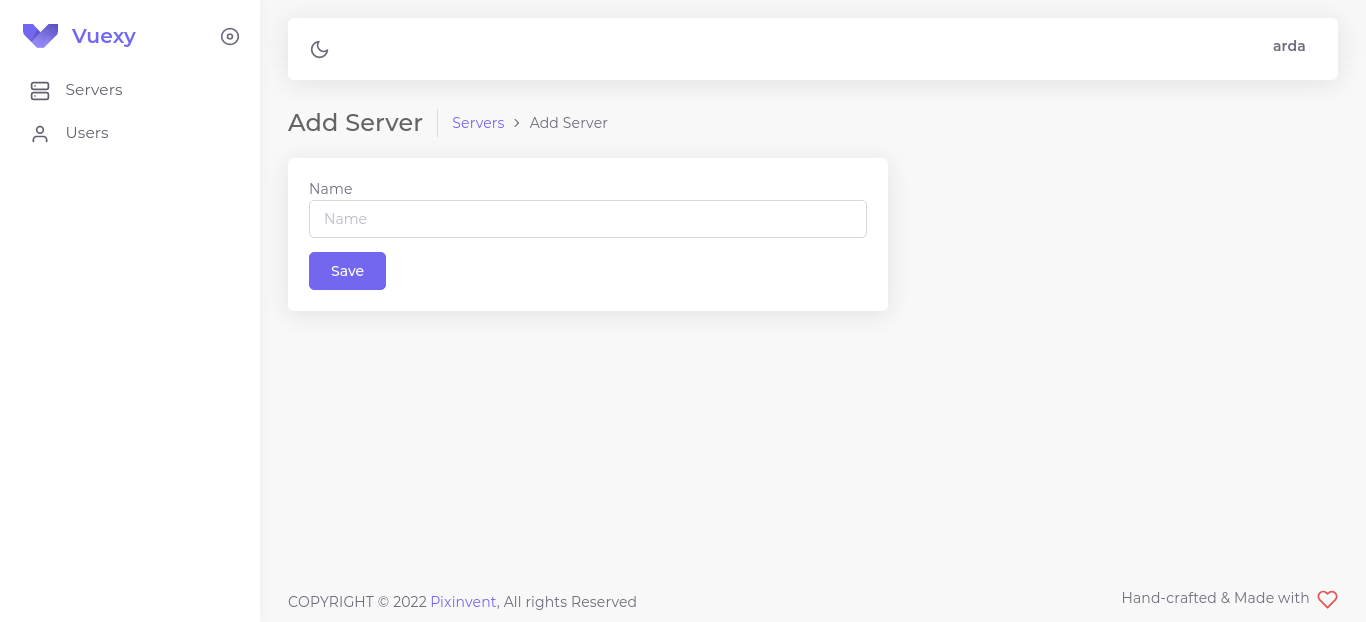 Vuexy
Servers
Users
arda
Add Server
Servers > Add Server
Name
Name
Save
COPYRIGHT © 2022 Pixinvent, All rights Reserved
Hand-crafted & Made with